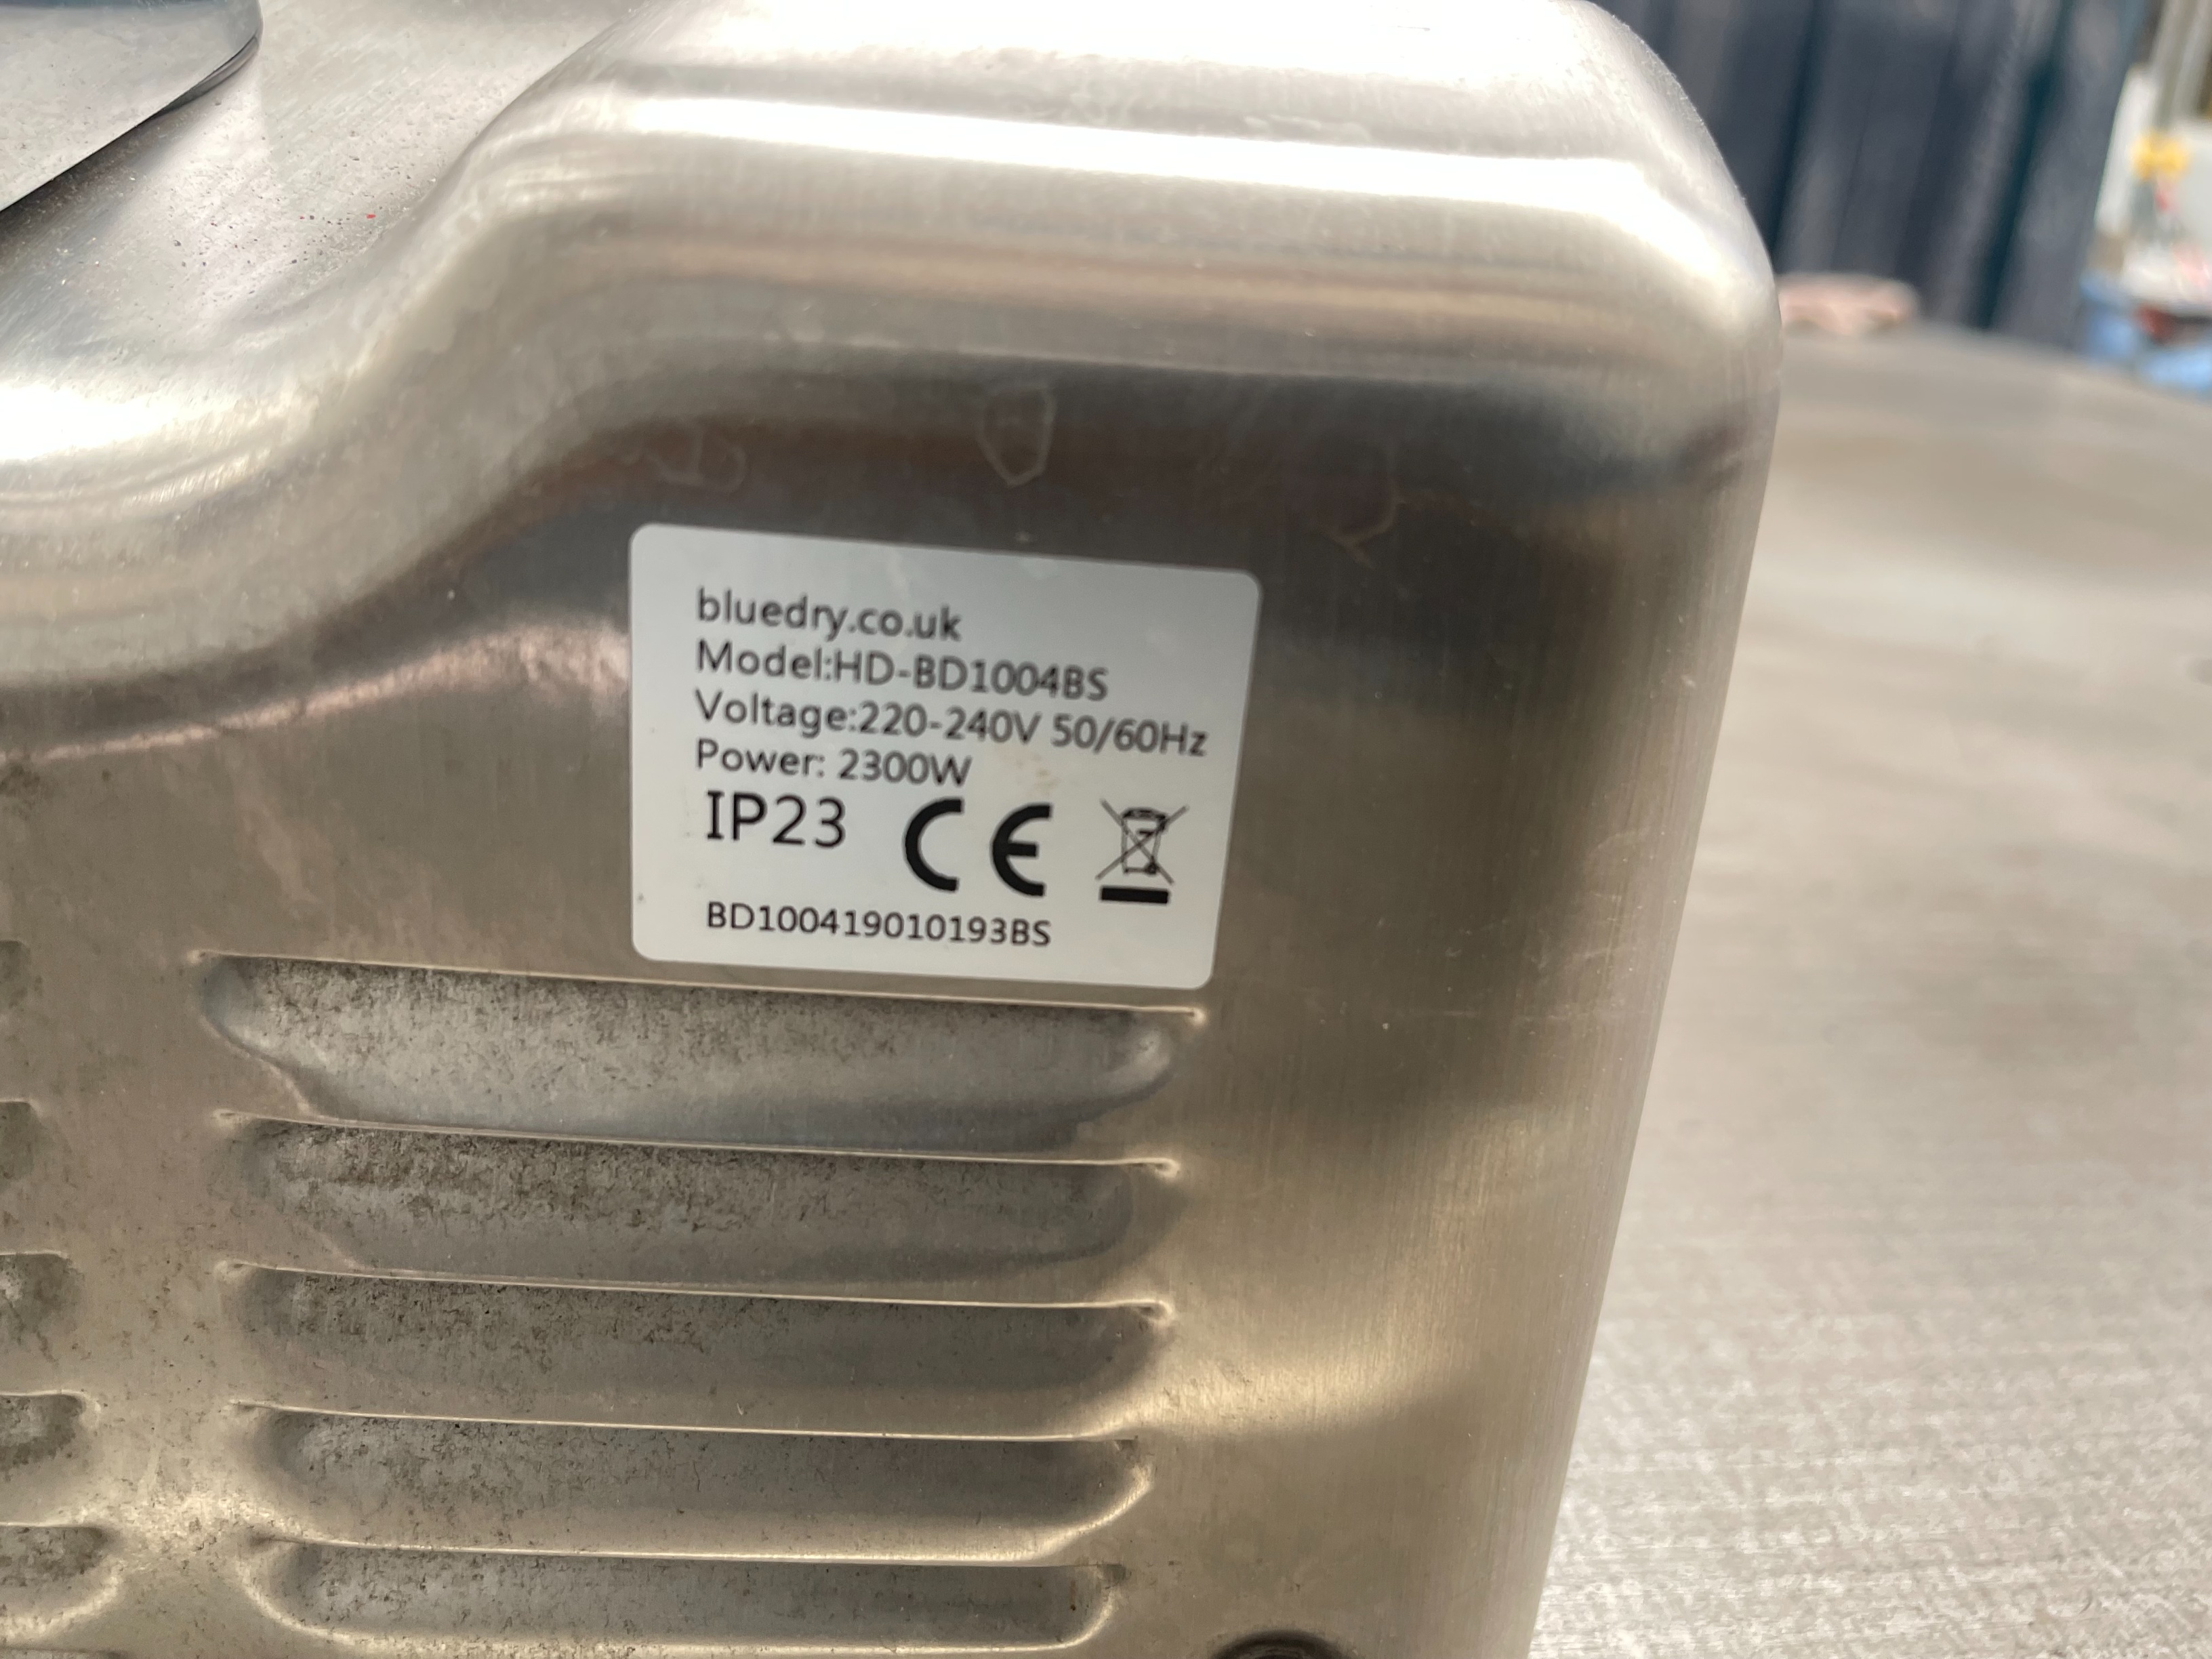 bluedry.co.uk
Model:HD-BD1004BS
Voltage:220-240V 50/60Hz
Power: 2300W
IP23 CE
BD100419010193BS